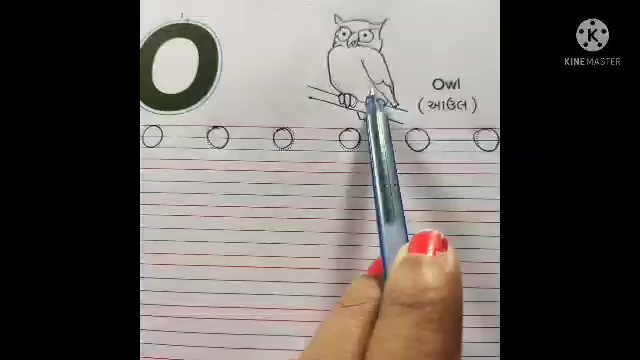 O
Owl
( આઉલ )
O O O O O O
KINEMASTER